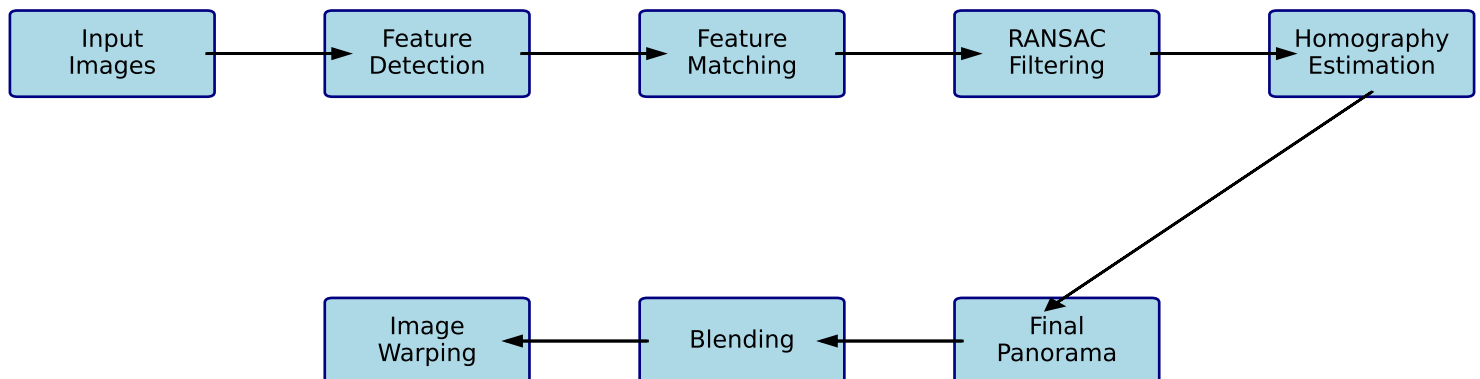 Input
Images
Feature
Detection
Feature
Matching
RANSAC
Filtering
Homography
Estimation
Image
Warping
Blending
Final
Panorama